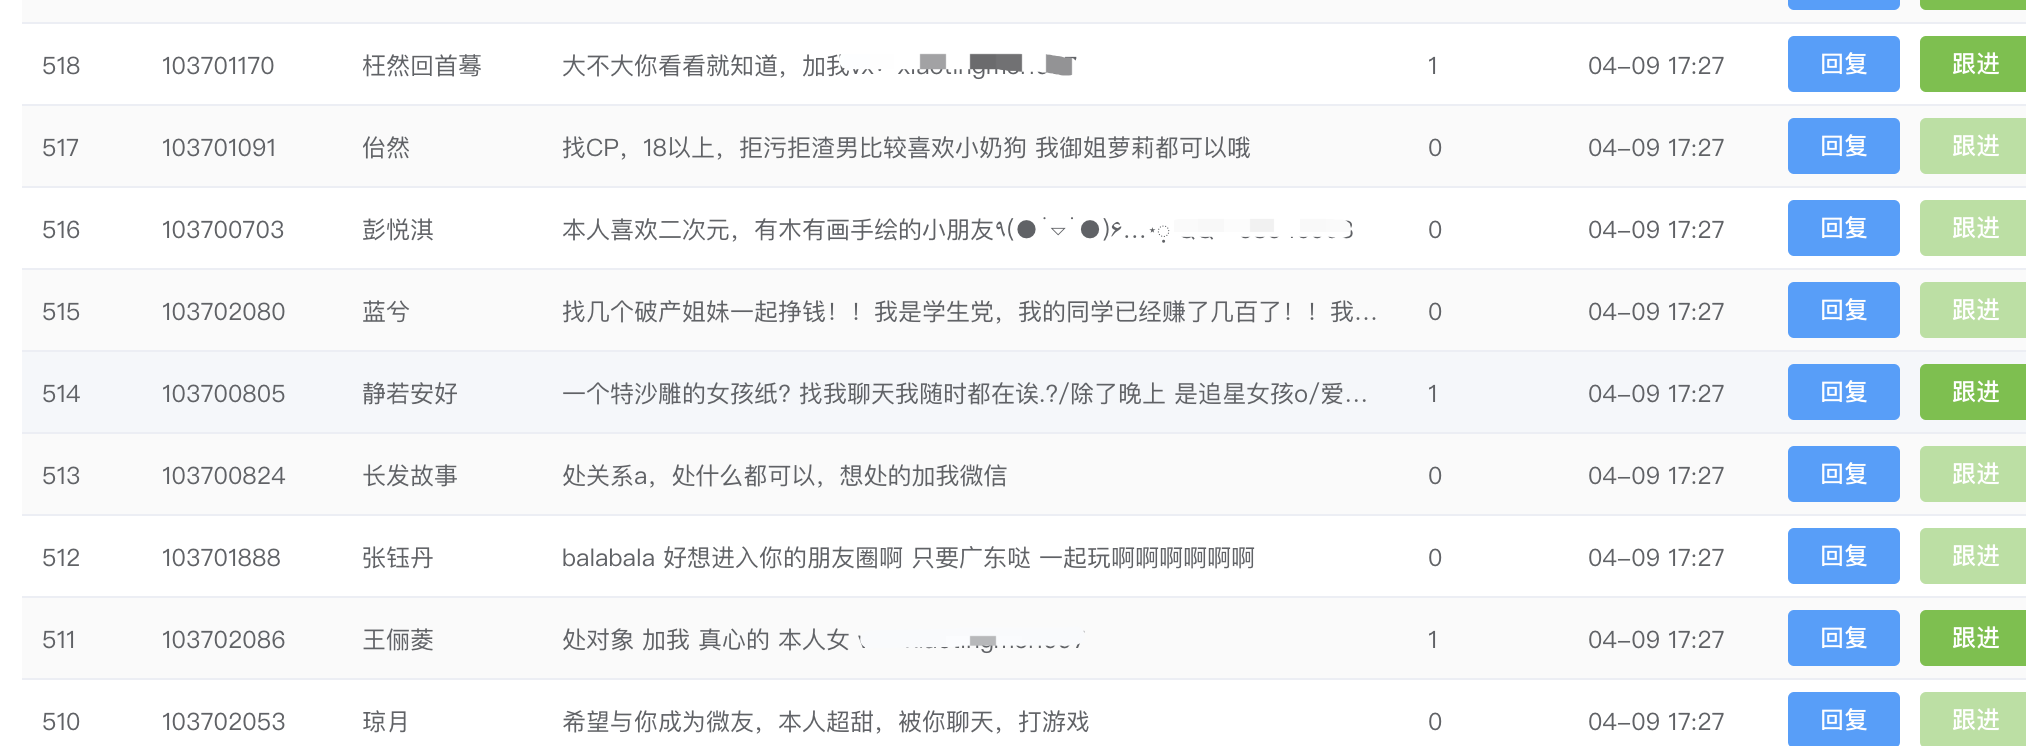 518 103701170 枉然回首蓦 大不大你看看就知道，加我 1 04-09 17:27 回复 跟进
517 103701091 佁然 找CP，18以上，拒污拒渣男比较喜欢小奶狗 我御姐萝莉都可以哦 0 04-09 17:27 回复 跟进
516 103700703 彭悦淇 本人喜欢二次元，有木有画手绘的小朋友٩(●˙▿˙●)۶…⋆ฺ 0 04-09 17:27 回复 跟进
515 103702080 蓝兮 找几个破产姐妹一起挣钱！！我是学生党，我的同学已经赚了几百了！！我... 0 04-09 17:27 回复 跟进
514 103700805 静若安好 一个特沙雕的女孩纸? 找我聊天我随时都在诶.?/除了晚上 是追星女孩o/爱... 1 04-09 17:27 回复 跟进
513 103700824 长发故事 处关系a，处什么都可以，想处的加我微信 0 04-09 17:27 回复 跟进
512 103701888 张钰丹 balabala 好想进入你的朋友圈啊 只要广东哒 一起玩啊啊啊啊啊啊 0 04-09 17:27 回复 跟进
511 103702086 王俪菱 处对象 加我 真心的 本人女 1 04-09 17:27 回复 跟进
510 103702053 琼月 希望与你成为微友，本人超甜，被你聊天，打游戏 0 04-09 17:27 回复 跟进